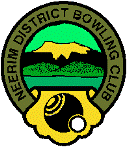 NEERIM DISTRICT BOWLING CLUB